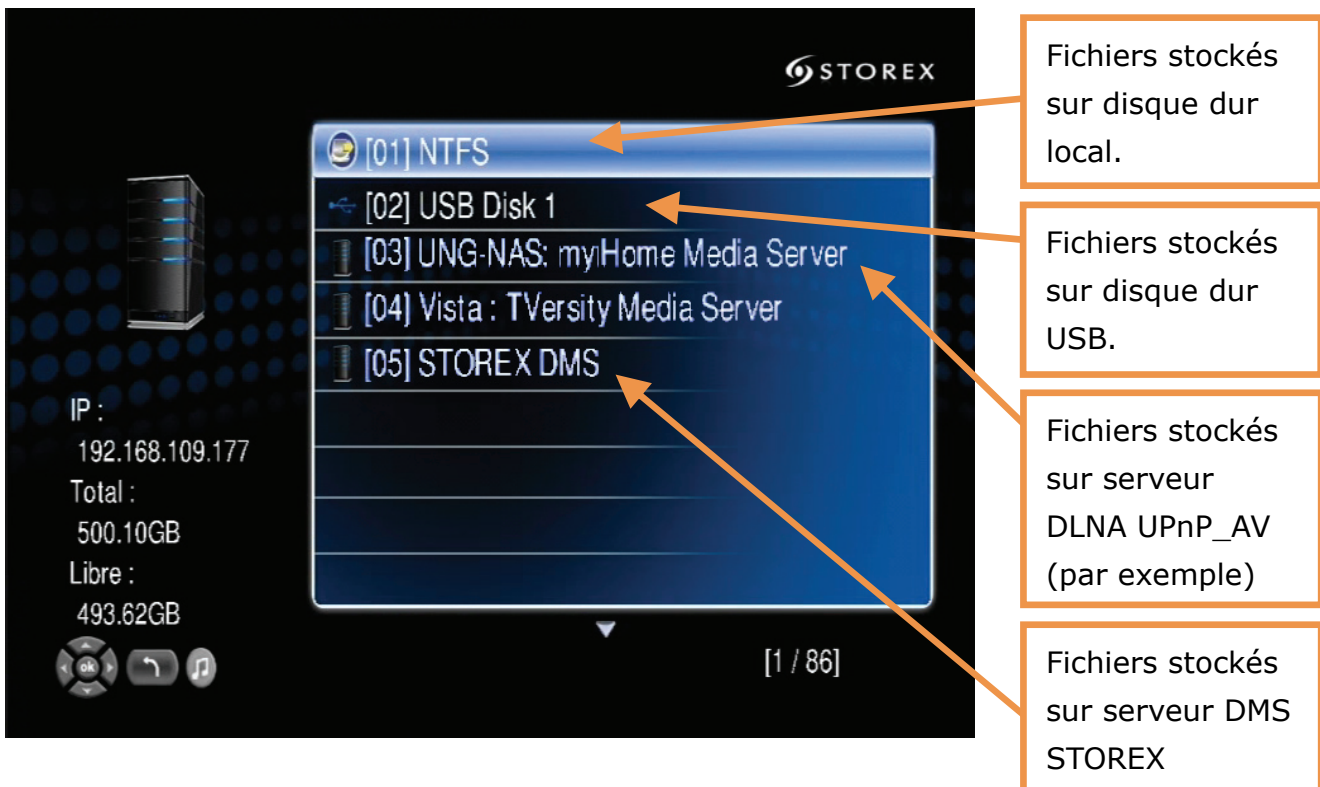 STOREX
[01] NTFS
[02] USB Disk 1
[03] UNG-NAS: myiHome Media Server
[04] Vista : TVersity Media Server
[05] STOREX DMS
IP :
192.168.109.177
Total :
500.10GB
Libre :
493.62GB
ok
[1 / 86]
Fichiers stockés
sur disque dur
local.
Fichiers stockés
sur disque dur
USB.
Fichiers stockés
sur serveur
DLNA UPnP_AV
(par exemple)
Fichiers stockés
sur serveur DMS
STOREX